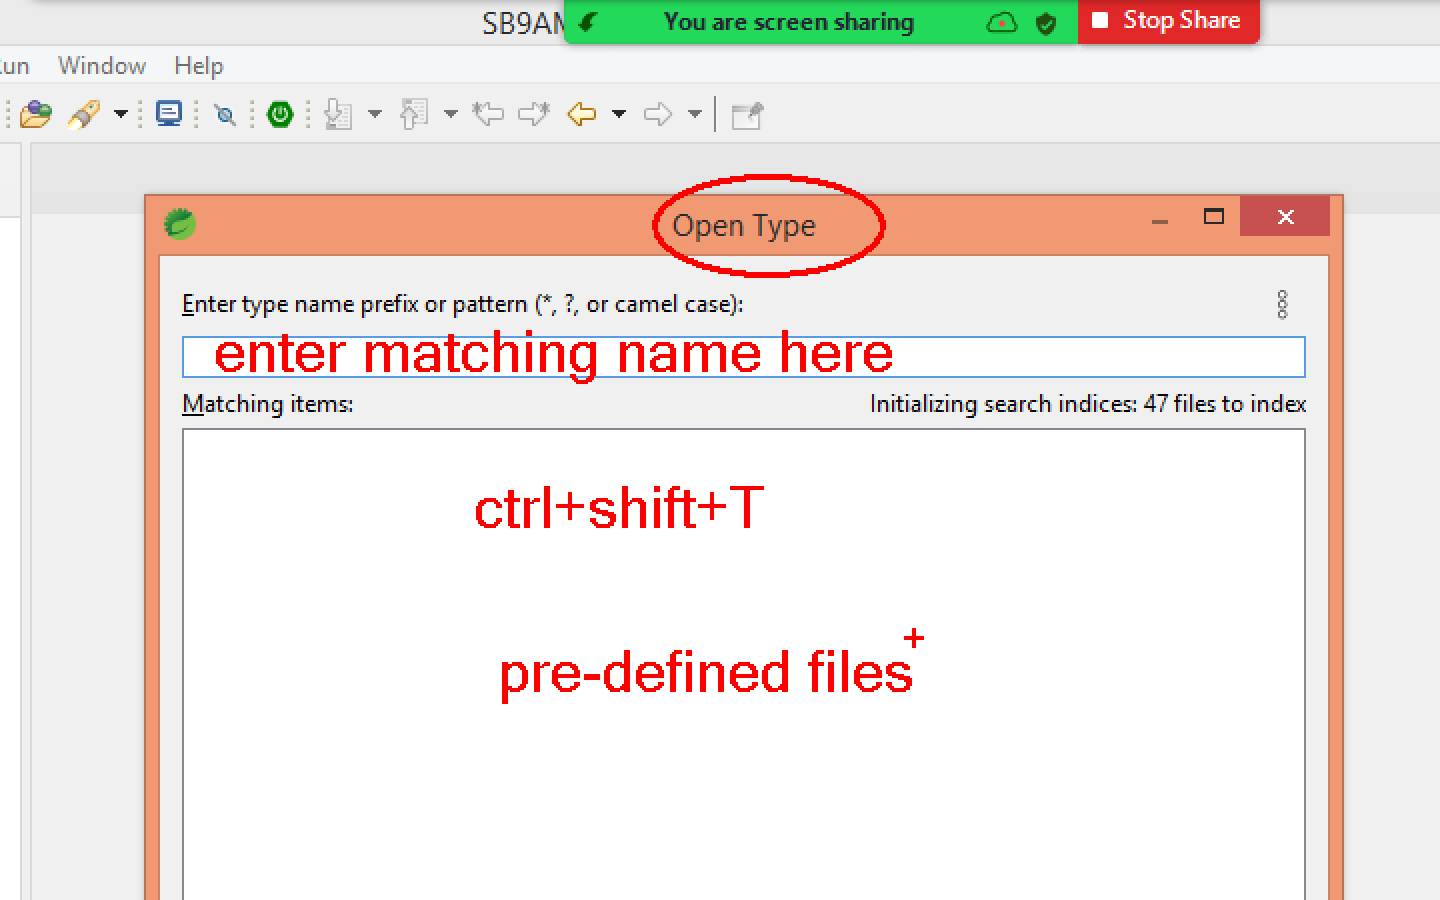 SB9AM
You are screen sharing
Stop Share
un
Window
Help
Open Type
Enter type name prefix or pattern (*, ?, or camel case):
enter matching name here
Matching items:
Initializing search indices: 47 files to index
ctrl+shift+T
+
pre-defined files